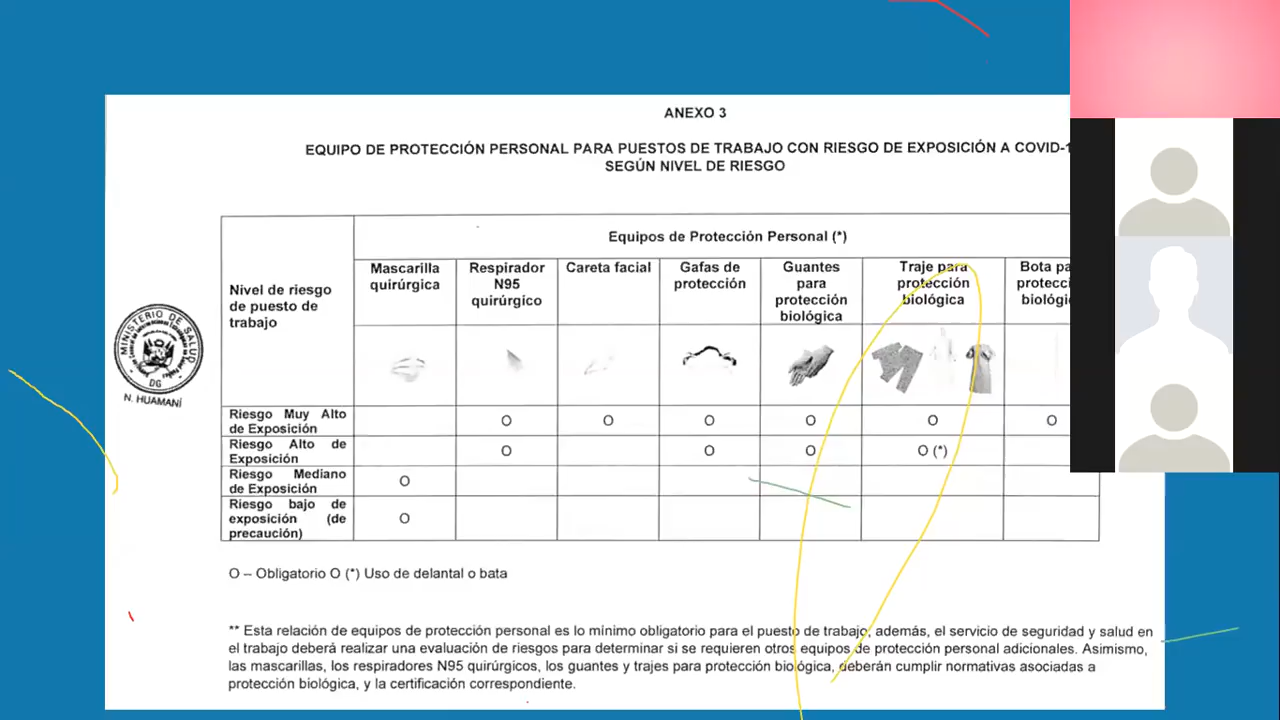 ANEXO 3
EQUIPO DE PROTECCIÓN PERSONAL PARA PUESTOS DE TRABAJO CON RIESGO DE EXPOSICIÓN A
SEGÚN NIVEL DE RIESGO
Nivel de riesgo de puesto de trabajo
Equipos de Protección Personal (*)
Mascarilla quirúrgica
Respirador N95 quirúrgico
Careta facial
Gafas de protección
Guantes para protección biológica
Traje para protección biológica
Bota
MINISTERIO DE SALUD
DG
N. HUAMANÍ
Riesgo Muy Alto de Exposición O O O O O O
Riesgo Alto de Exposición O O O O (*)
Riesgo Mediano de Exposición O
Riesgo bajo de exposición (de precaución) O
O – Obligatorio O (*) Uso de delantal o bata
** Esta relación de equipos de protección personal es lo mínimo obligatorio para el puesto de trabajo, además, el servicio de seguridad y salud en
el trabajo deberá realizar una evaluación de riesgos para determinar si se requieren otros equipos de protección personal adicionales. Asimismo,
las mascarillas, los respiradores N95 quirúrgicos, los guantes y trajes para protección biológica, deberán cumplir normativas asociadas a
protección biológica, y la certificación correspondiente.